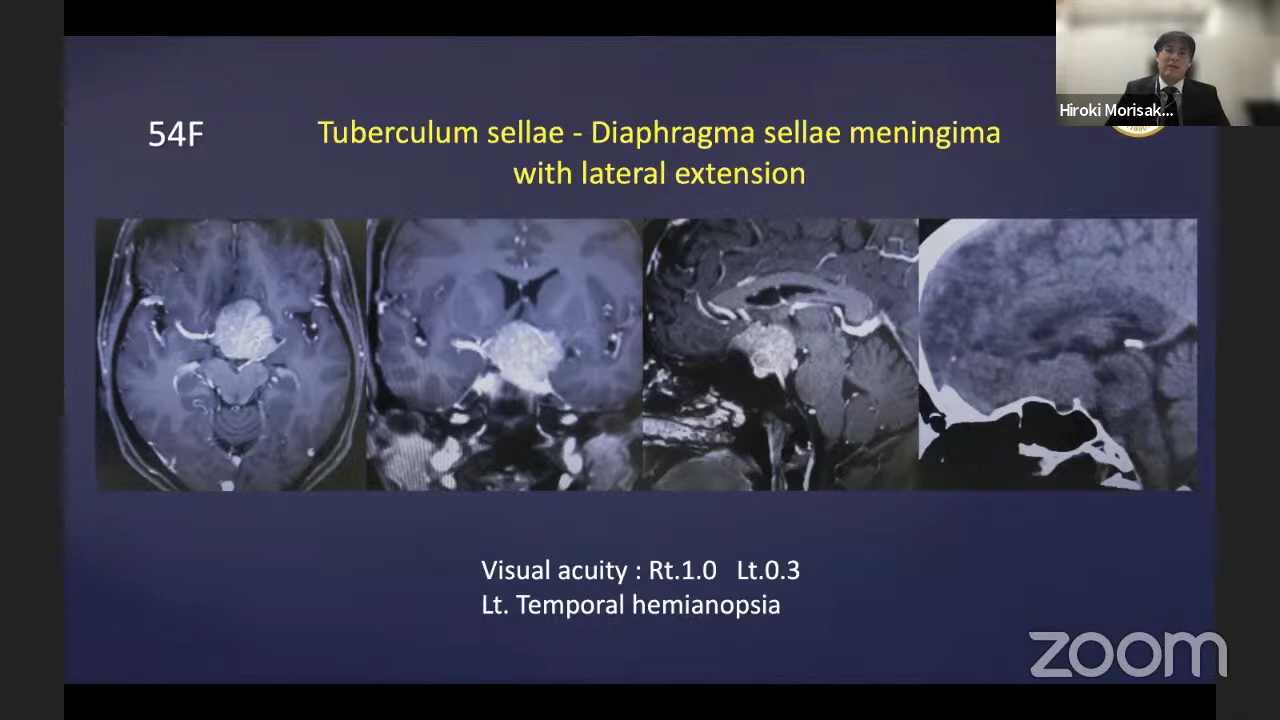 Hiroki Morisak...
54F
Tuberculum sellae - Diaphragma sellae meningima
with lateral extension
Visual acuity : Rt.1.0 Lt.0.3
Lt. Temporal hemianopsia
zoom